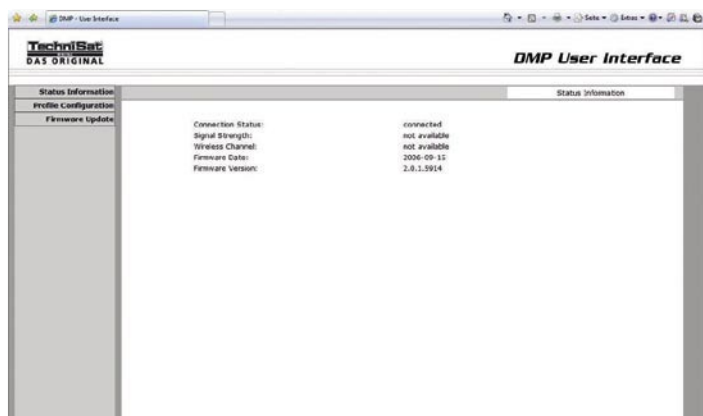 DMP - User Interface
Seite
Extras
TechniSat
DAS ORIGINAL
DMP User Interface
Status Information
Status Information
Profile Configuration
Firmware Update
Connection Status: connected
Signal Strength: not available
Wireless Channel: not available
Firmware Date: 2006-09-15
Firmware Version: 2.0.1.5914